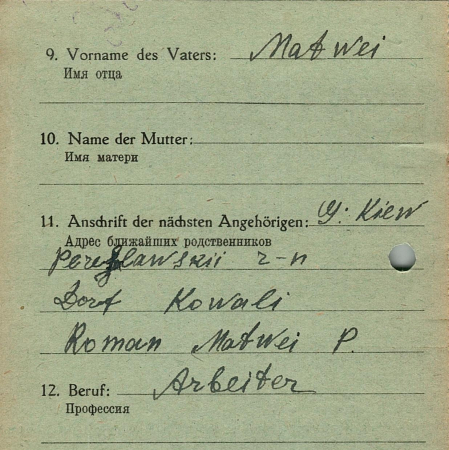 9. Vorname des Vaters: Matwei
Имя отца
10. Name der Mutter:
Имя матери
11. Anschrift der nächsten Angehörigen: g. Kiew
Адрес ближайших родственников
Perejlawskii r-n
Dorf Kowali
Roman Matwei P.
12. Beruf: Arbeiter
Профессия